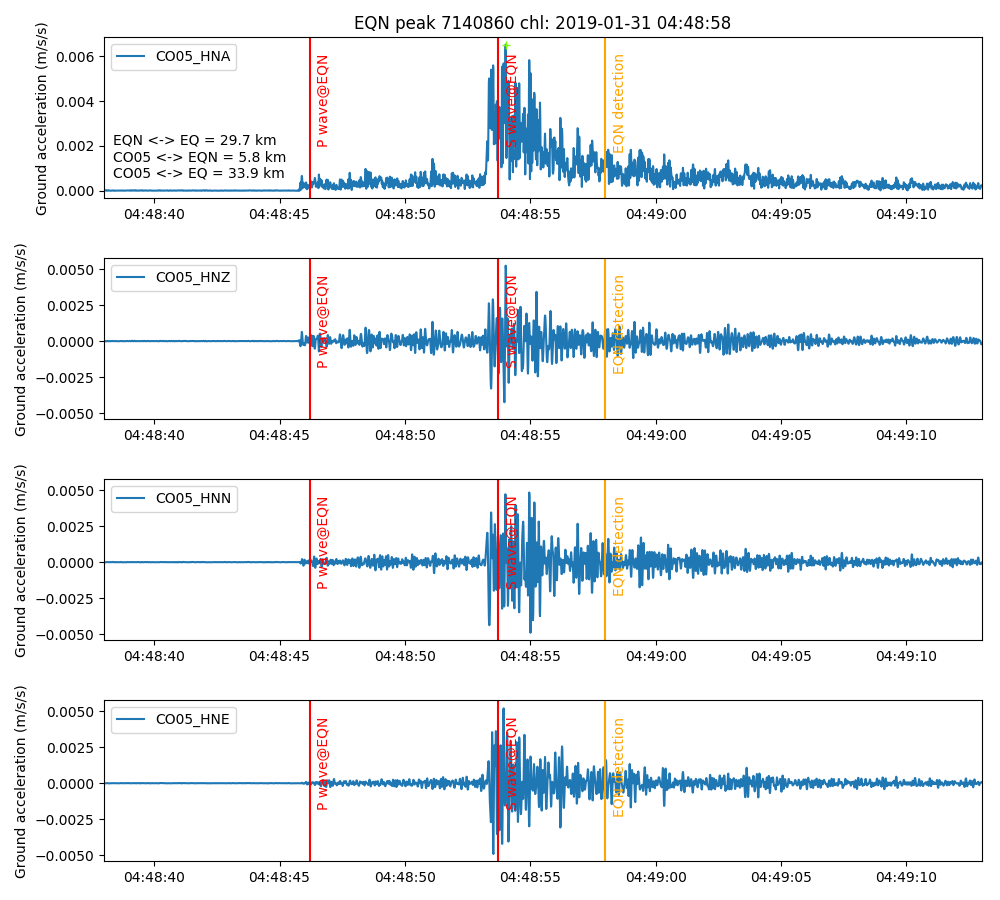 EQN peak 7140860 chl: 2019-01-31 04:48:58
Ground acceleration (m/s/s)
0.006
0.004
0.002
0.000
CO05_HNA
EQN <-> EQ = 29.7 km
CO05 <-> EQN = 5.8 km
CO05 <-> EQ = 33.9 km
P wave@EQN
S wave@EQN
EQN detection
04:48:40 04:48:45 04:48:50 04:48:55 04:49:00 04:49:05 04:49:10
Ground acceleration (m/s/s)
0.0050
0.0025
0.0000
−0.0025
−0.0050
CO05_HNZ
P wave@EQN
S wave@EQN
EQN detection
04:48:40 04:48:45 04:48:50 04:48:55 04:49:00 04:49:05 04:49:10
Ground acceleration (m/s/s)
0.0050
0.0025
0.0000
−0.0025
−0.0050
CO05_HNN
P wave@EQN
S wave@EQN
EQN detection
04:48:40 04:48:45 04:48:50 04:48:55 04:49:00 04:49:05 04:49:10
Ground acceleration (m/s/s)
0.0050
0.0025
0.0000
−0.0025
−0.0050
CO05_HNE
P wave@EQN
S wave@EQN
EQN detection
04:48:40 04:48:45 04:48:50 04:48:55 04:49:00 04:49:05 04:49:10